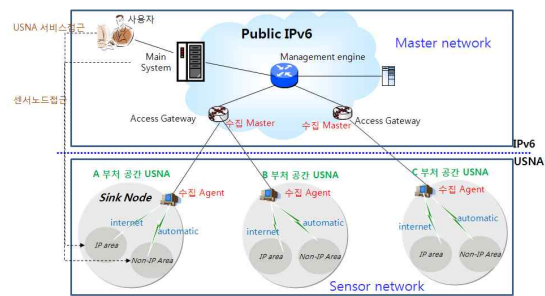 USNA 서비스접근
사용자
Public IPv6
Master network
Main
System
Management engine
센서노드접근
Access Gateway
수집 Master
수집 Master
Access Gateway
IPv6
USNA
A 부처 공간 USNA
B 부처 공간 USNA
C 부처 공간 USNA
Sink Node
수집 Agent
수집 Agent
수집 Agent
internet
automatic
internet
automatic
internet
automatic
IP area
Non-IP Area
IP Area
Non-IP Area
IP Area
Non-IP Area
Sensor network